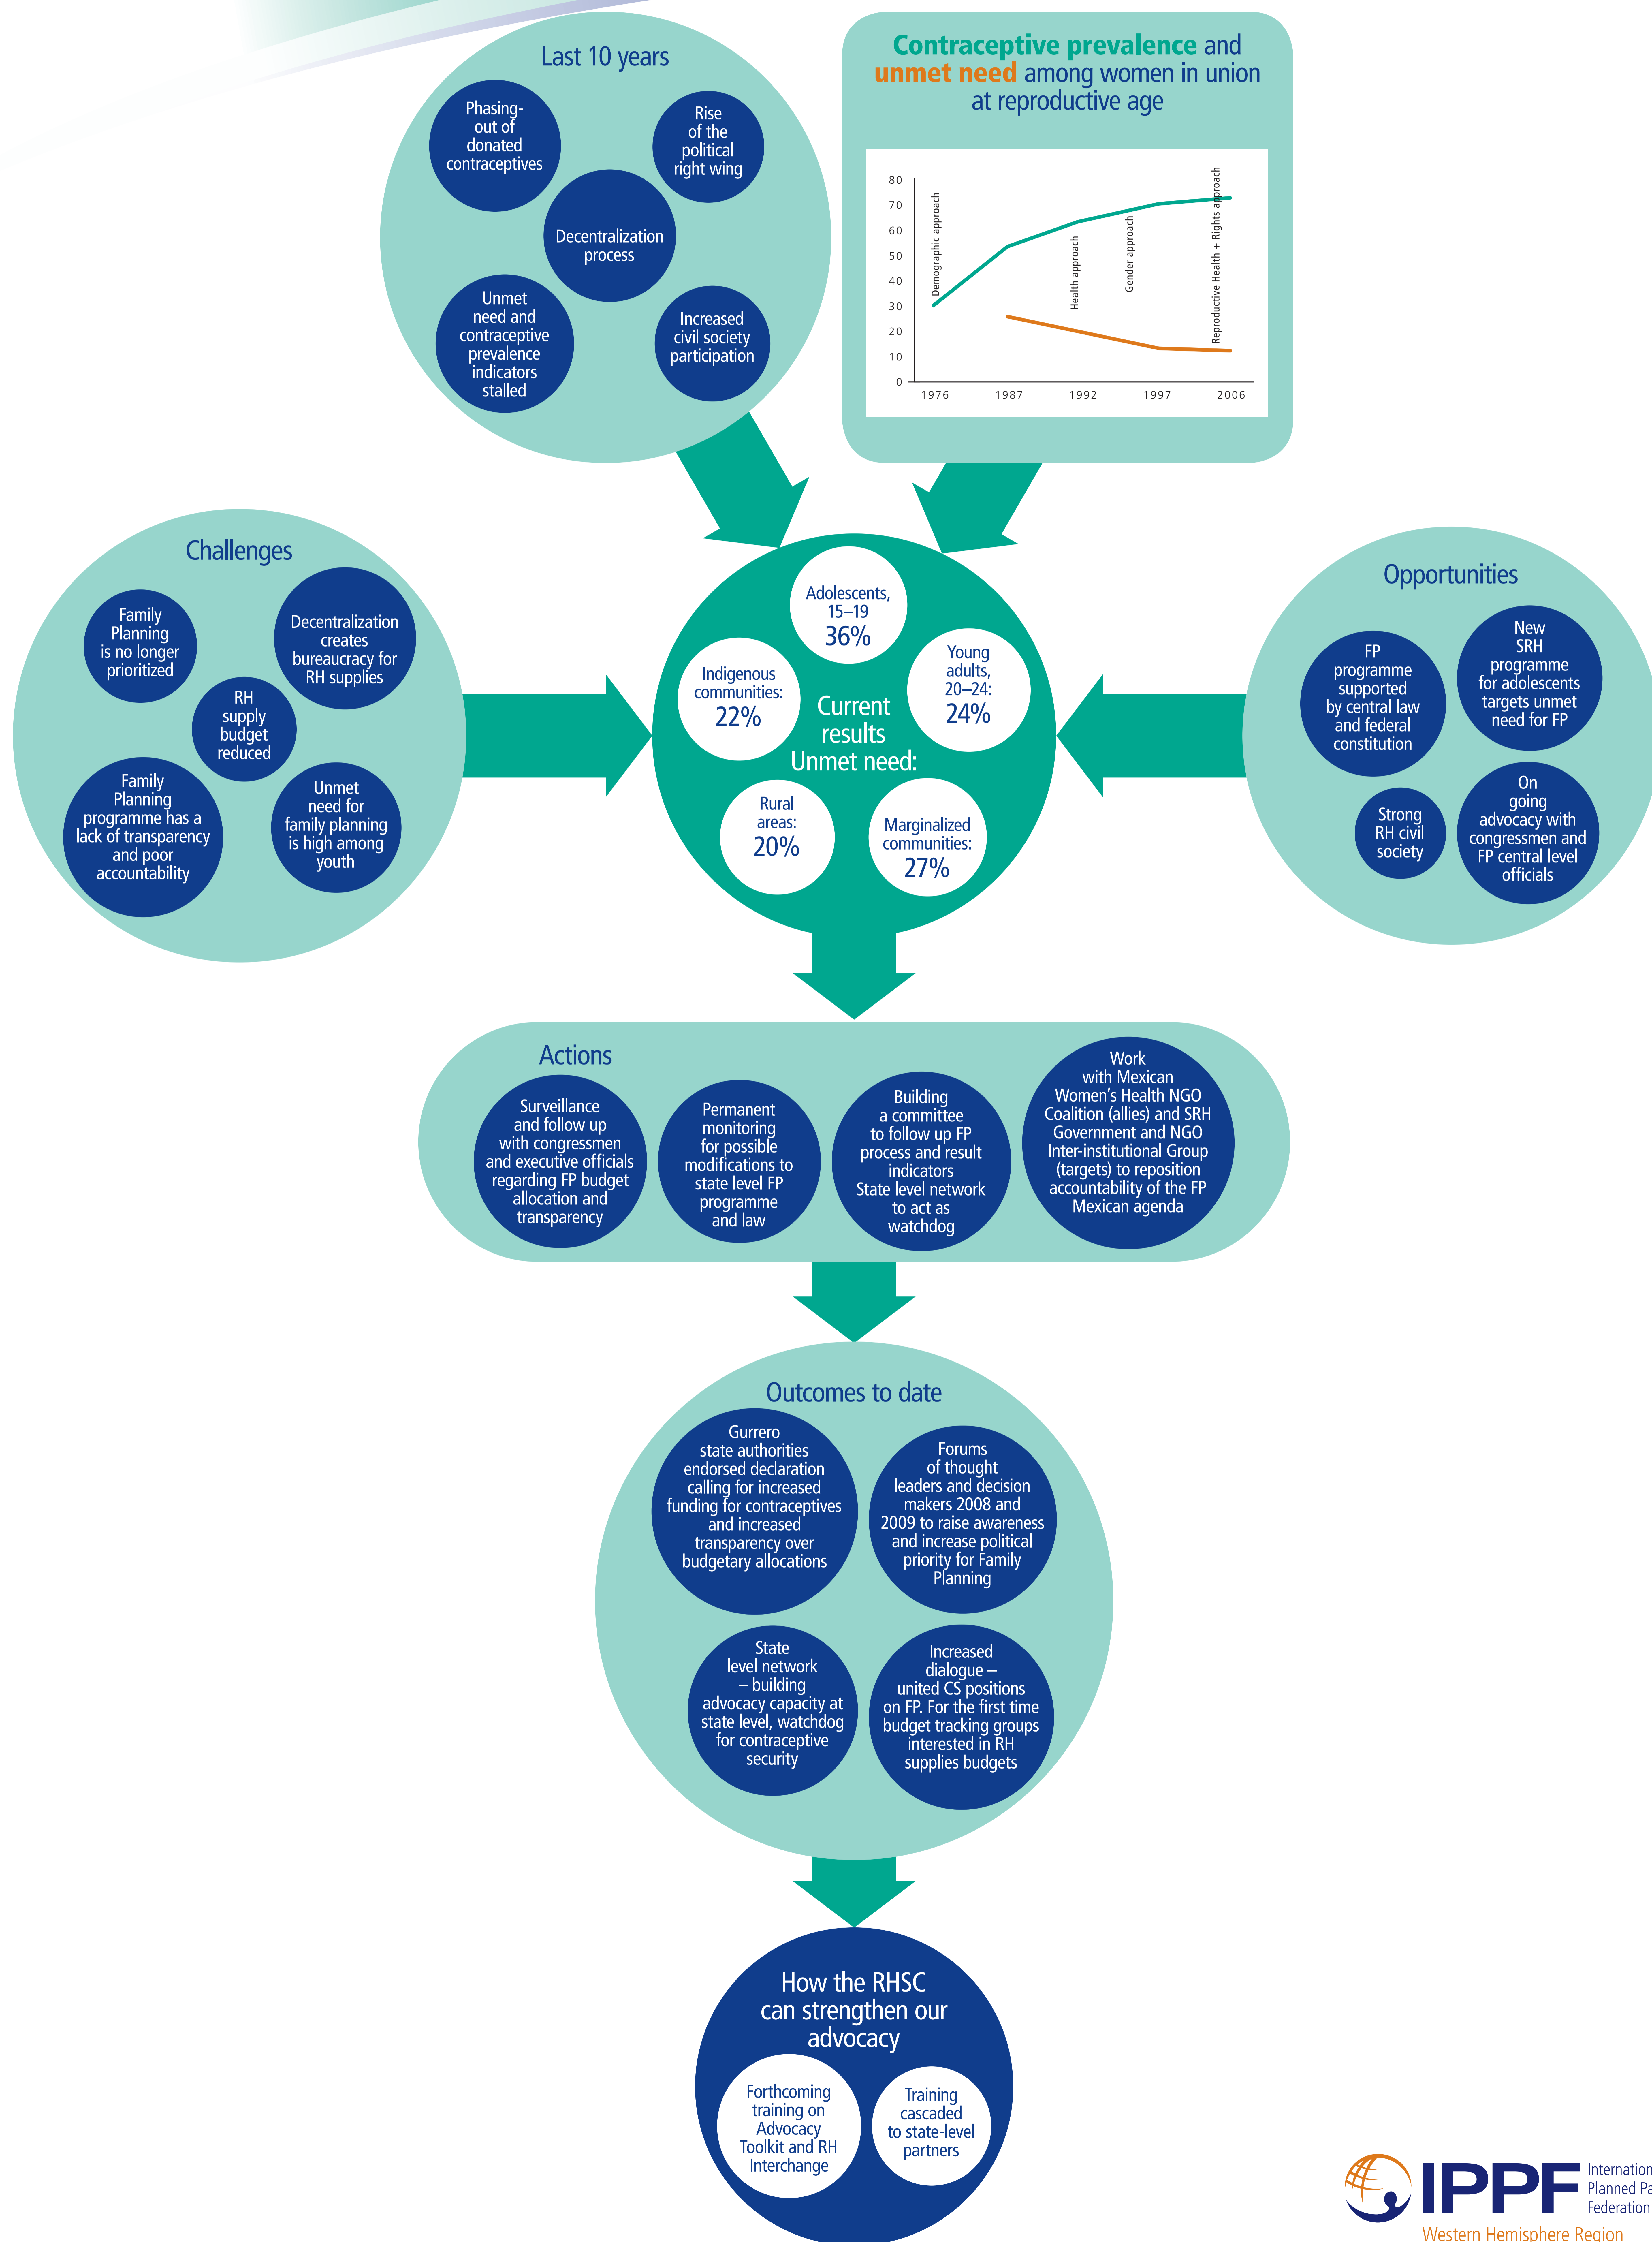 Last 10 years
Phasing-
out of
donated
contraceptives
Rise
of the
political
right wing
Decentralization
process
Unmet
need and
contraceptive
prevalence
indicators
stalled
Increased
civil society
participation
Contraceptive prevalence and
unmet need among women in union
at reproductive age
80
70
60
50
40
30
20
10
0
Demographic approach
Health approach
Gender approach
Reproductive Health + Rights approach
1976
1987
1992
1997
2006
Challenges
Family
Planning
is no longer
prioritized
Decentralization
creates
bureaucracy for
RH supplies
RH
supply
budget
reduced
Family
Planning
programme has a
lack of transparency
and poor
accountability
Unmet
need for
family planning
is high among
youth
Adolescents,
15–19
36%
Indigenous
communities:
22%
Young
adults,
20–24:
24%
Current
results
Unmet need:
Rural
areas:
20%
Marginalized
communities:
27%
Opportunities
FP
programme
supported
by central law
and federal
constitution
New
SRH
programme
for adolescents
targets unmet
need for FP
Strong
RH civil
society
On
going
advocacy with
congressmen and
FP central level
officials
Actions
Surveillance
and follow up
with congressmen
and executive officials
regarding FP budget
allocation and
transparency
Permanent
monitoring
for possible
modifications to
state level FP
programme
and law
Building
a committee
to follow up FP
process and result
indicators
State level network
to act as
watchdog
Work
with Mexican
Women's Health NGO
Coalition (allies) and SRH
Government and NGO
Inter-institutional Group
(targets) to reposition
accountability of the FP
Mexican agenda
Outcomes to date
Gurrero
state authorities
endorsed declaration
calling for increased
funding for contraceptives
and increased
transparency over
budgetary allocations
Forums
of thought
leaders and decision
makers 2008 and
2009 to raise awareness
and increase political
priority for Family
Planning
State
level network
– building
advocacy capacity at
state level, watchdog
for contraceptive
security
Increased
dialogue –
united CS positions
on FP. For the first time
budget tracking groups
interested in RH
supplies budgets
How the RHSC
can strengthen our
advocacy
Forthcoming
training on
Advocacy
Toolkit and RH
Interchange
Training
cascaded
to state-level
partners
IPPF
Internation
Planned Pa
Federation
Western Hemisphere Region